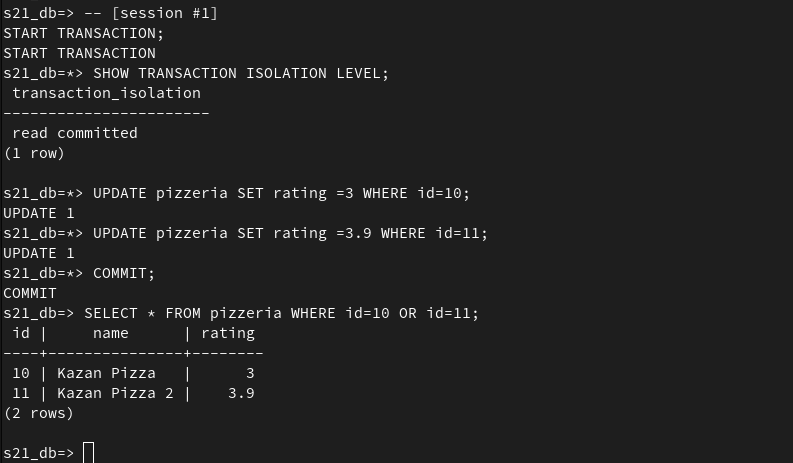 s21_db=> -- [session #1]
START TRANSACTION;
START TRANSACTION
s21_db=*> SHOW TRANSACTION ISOLATION LEVEL;
 transaction_isolation
-----------------------
 read committed
(1 row)

s21_db=*> UPDATE pizzeria SET rating =3 WHERE id=10;
UPDATE 1
s21_db=*> UPDATE pizzeria SET rating =3.9 WHERE id=11;
UPDATE 1
s21_db=*> COMMIT;
COMMIT
s21_db=> SELECT * FROM pizzeria WHERE id=10 OR id=11;
 id |     name      | rating
----+---------------+--------
 10 | Kazan Pizza   |      3
 11 | Kazan Pizza 2 |    3.9
(2 rows)

s21_db=>